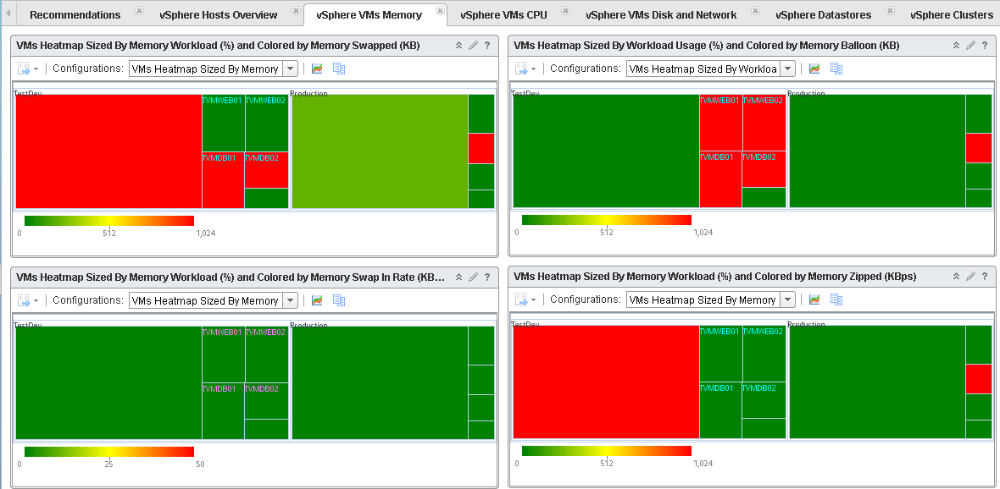 Recommendations
vSphere Hosts Overview
vSphere VMs Memory
vSphere VMs CPU
vSphere VMs Disk and Network
vSphere Datastores
vSphere Clusters
VMs Heatmap Sized By Memory Workload (%) and Colored by Memory Swapped (KB)
?
Configurations:
VMs Heatmap Sized By Memory
TestDev
Production
TVMWEB01
TVMWEB02
TVMDB01
TVMDB02
0
512
1,024
VMs Heatmap Sized By Workload Usage (%) and Colored by Memory Balloon (KB)
?
Configurations:
VMs Heatmap Sized By Workloa
TestDev
Production
TVMWEB01
TVMWEB02
TVMDB01
TVMDB02
0
512
1,024
VMs Heatmap Sized By Memory Workload (%) and Colored by Memory Swap In Rate (KB...
?
Configurations:
VMs Heatmap Sized By Memory
TestDev
Production
TVMWEB01
TVMWEB02
TVMDB01
TVMDB02
0
25
50
VMs Heatmap Sized By Memory Workload (%) and Colored by Memory Zipped (KBps)
?
Configurations:
VMs Heatmap Sized By Memory
TestDev
Production
TVMWEB01
TVMWEB02
TVMDB01
TVMDB02
0
512
1,024